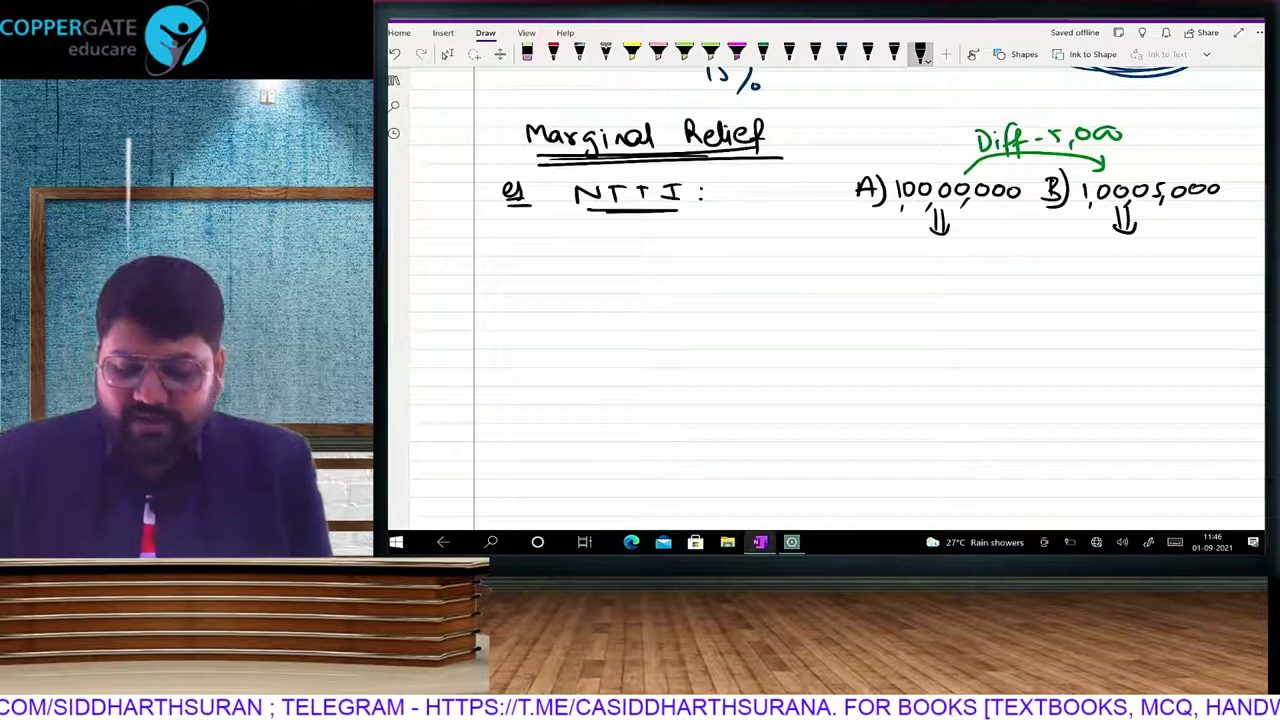 COPPERGATE
educare
Home Insert Draw View Help
Saved offline
Share
Shapes
Ink to Shape
Ink to Text
15%
Marginal Relief
Diff - 5,000
eg NTTI : A) 1,00,00,000 B) 1,00,05,000
27°C Rain showers
11:46
01-09-2021
COM/SIDDHARTHSURAN ; TELEGRAM - HTTPS://T.ME/CASIDDHARTHSURANA. FOR BOOKS [TEXTBOOKS, MCQ, HANDW